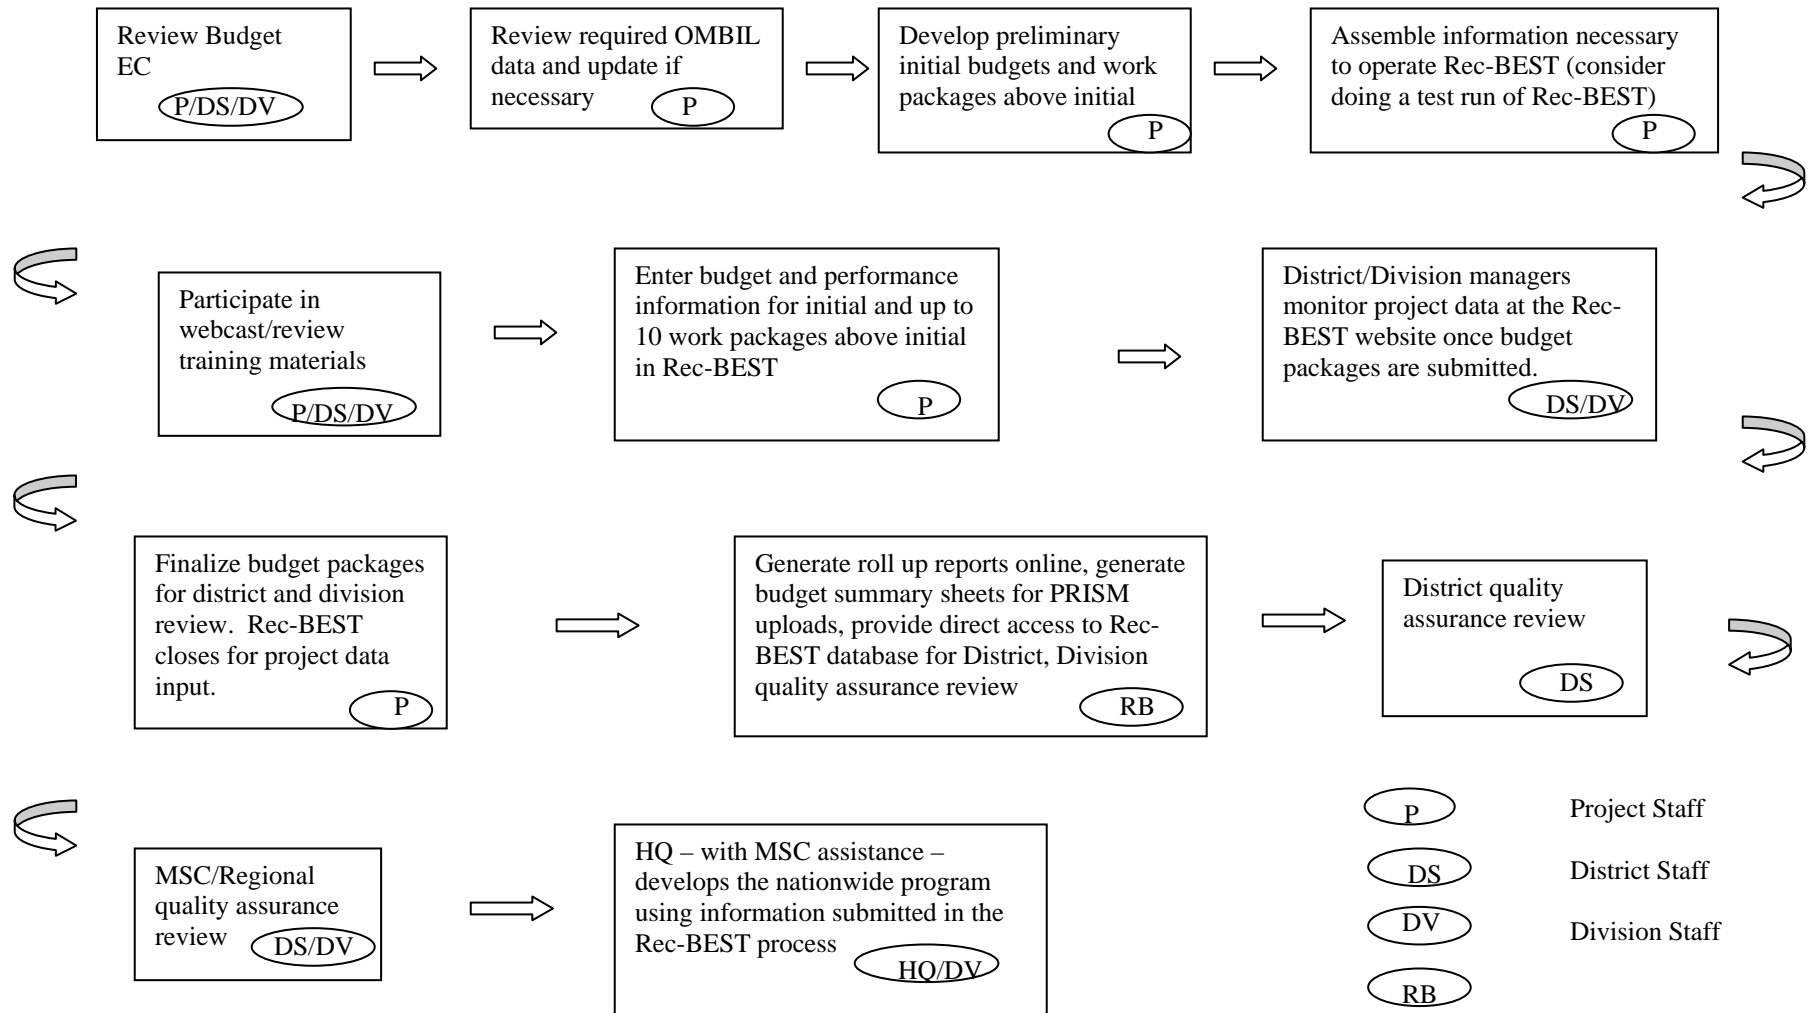 Review Budget
EC
P/DS/DV
Review required OMBIL
data and update if
necessary
P
Develop preliminary
initial budgets and work
packages above initial
P
Assemble information necessary
to operate Rec-BEST (consider
doing a test run of Rec-BEST)
P
Participate in
webcast/review
training materials
P/DS/DV
Enter budget and performance
information for initial and up to
10 work packages above initial
in Rec-BEST
P
District/Division managers
monitor project data at the Rec-
BEST website once budget
packages are submitted.
DS/DV
Finalize budget packages
for district and division
review.  Rec-BEST
closes for project data
input.
P
Generate roll up reports online, generate
budget summary sheets for PRISM
uploads, provide direct access to Rec-
BEST database for District, Division
quality assurance review
RB
District quality
assurance review
DS
MSC/Regional
quality assurance
review
DS/DV
HQ – with MSC assistance –
develops the nationwide program
using information submitted in the
Rec-BEST process
HQ/DV
P Project Staff
DS District Staff
DV Division Staff
RB